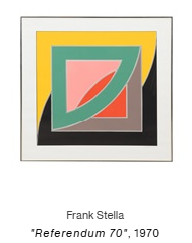 Frank Stella
"Referendum 70", 1970